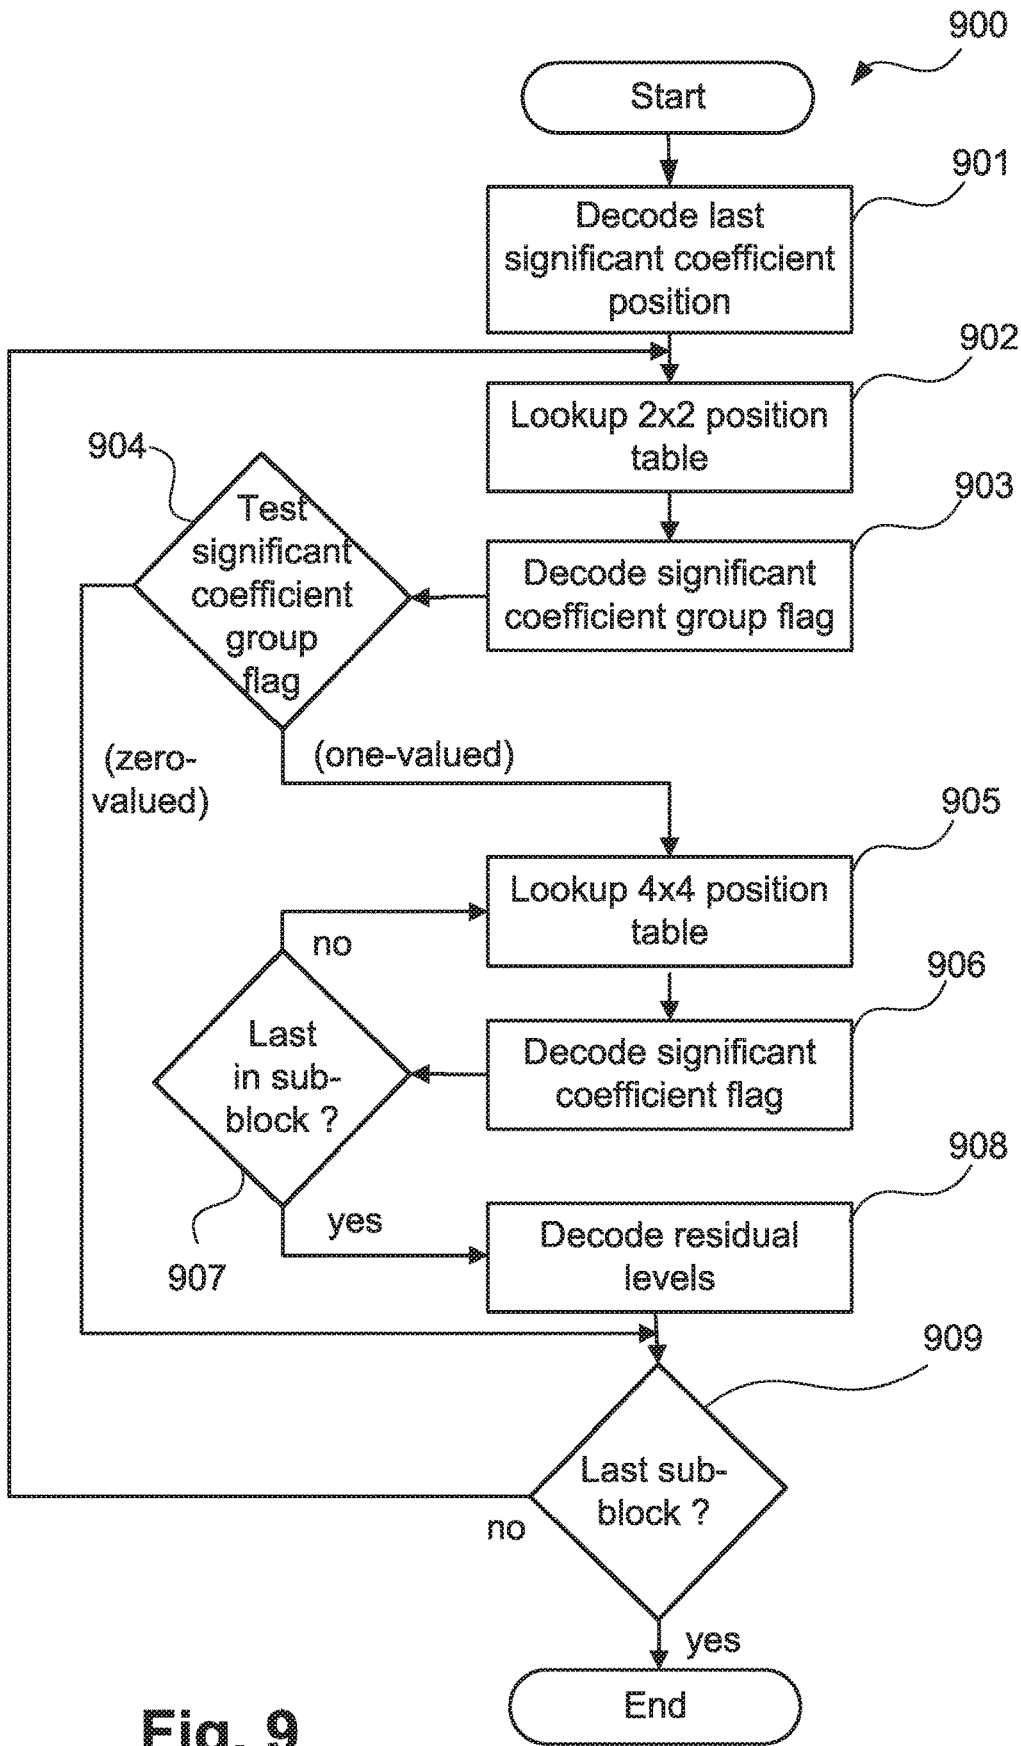 900
Start
901
Decode last
significant coefficient
position
902
Lookup 2x2 position
table
903
Decode significant
coefficient group flag
904
Test
significant
coefficient
group
flag
(zero-
valued)
(one-valued)
905
Lookup 4x4 position
table
no
906
Decode significant
coefficient flag
Last
in sub-
block ?
907
yes
908
Decode residual
levels
909
Last sub-
block ?
no
yes
End
Fig. 9